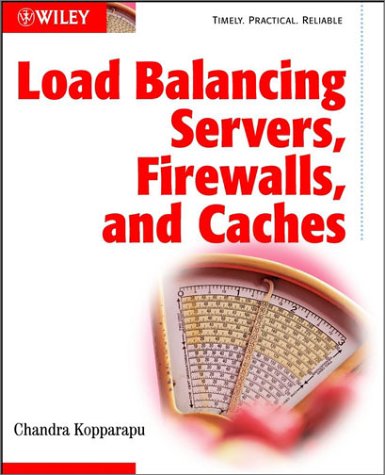 WILEY
TIMELY. PRACTICAL. RELIABLE
Load Balancing
Servers,
Firewalls,
and Caches
Chandra Kopparapu